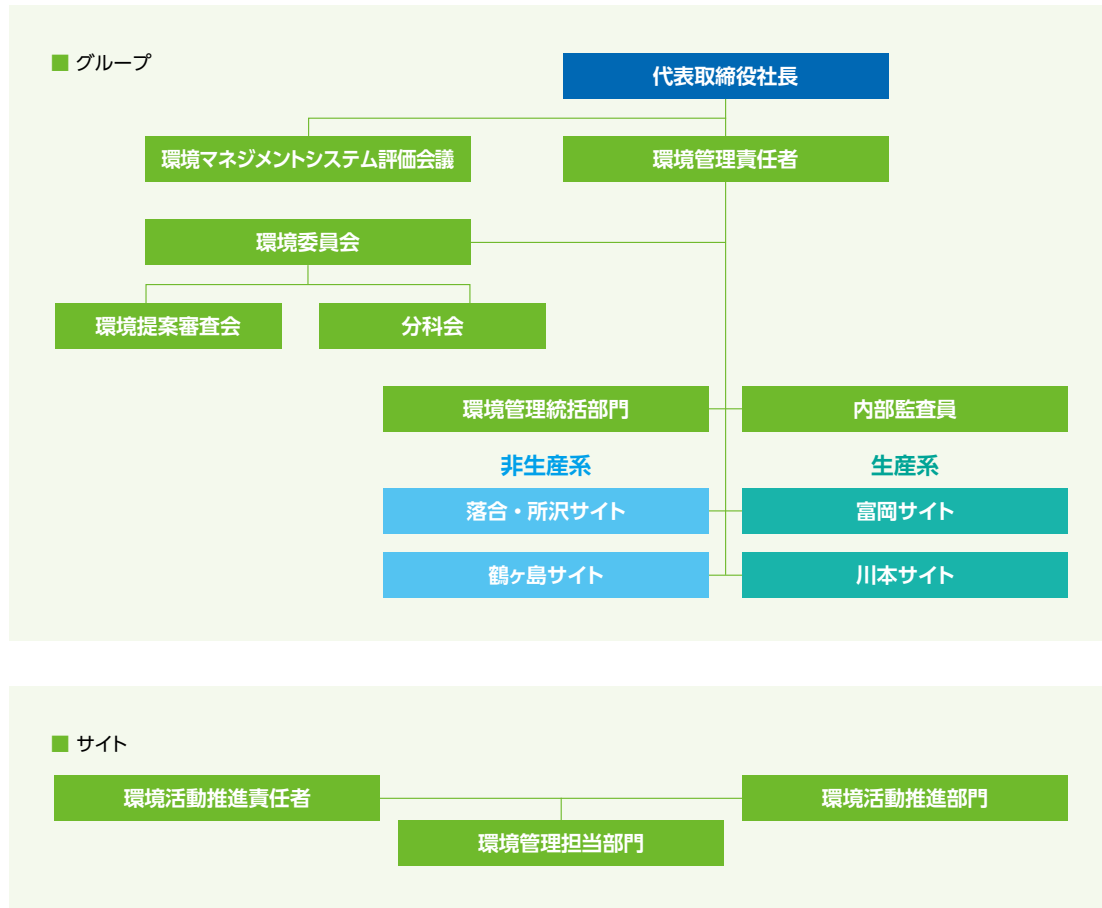 グループ
代表取締役社長
環境マネジメントシステム評価会議
環境管理責任者
環境委員会
環境提案審査会
分科会
環境管理統括部門
内部監査員
非生産系
生産系
落合・所沢サイト
富岡サイト
鶴ヶ島サイト
川本サイト
サイト
環境活動推進責任者
環境活動推進部門
環境管理担当部門